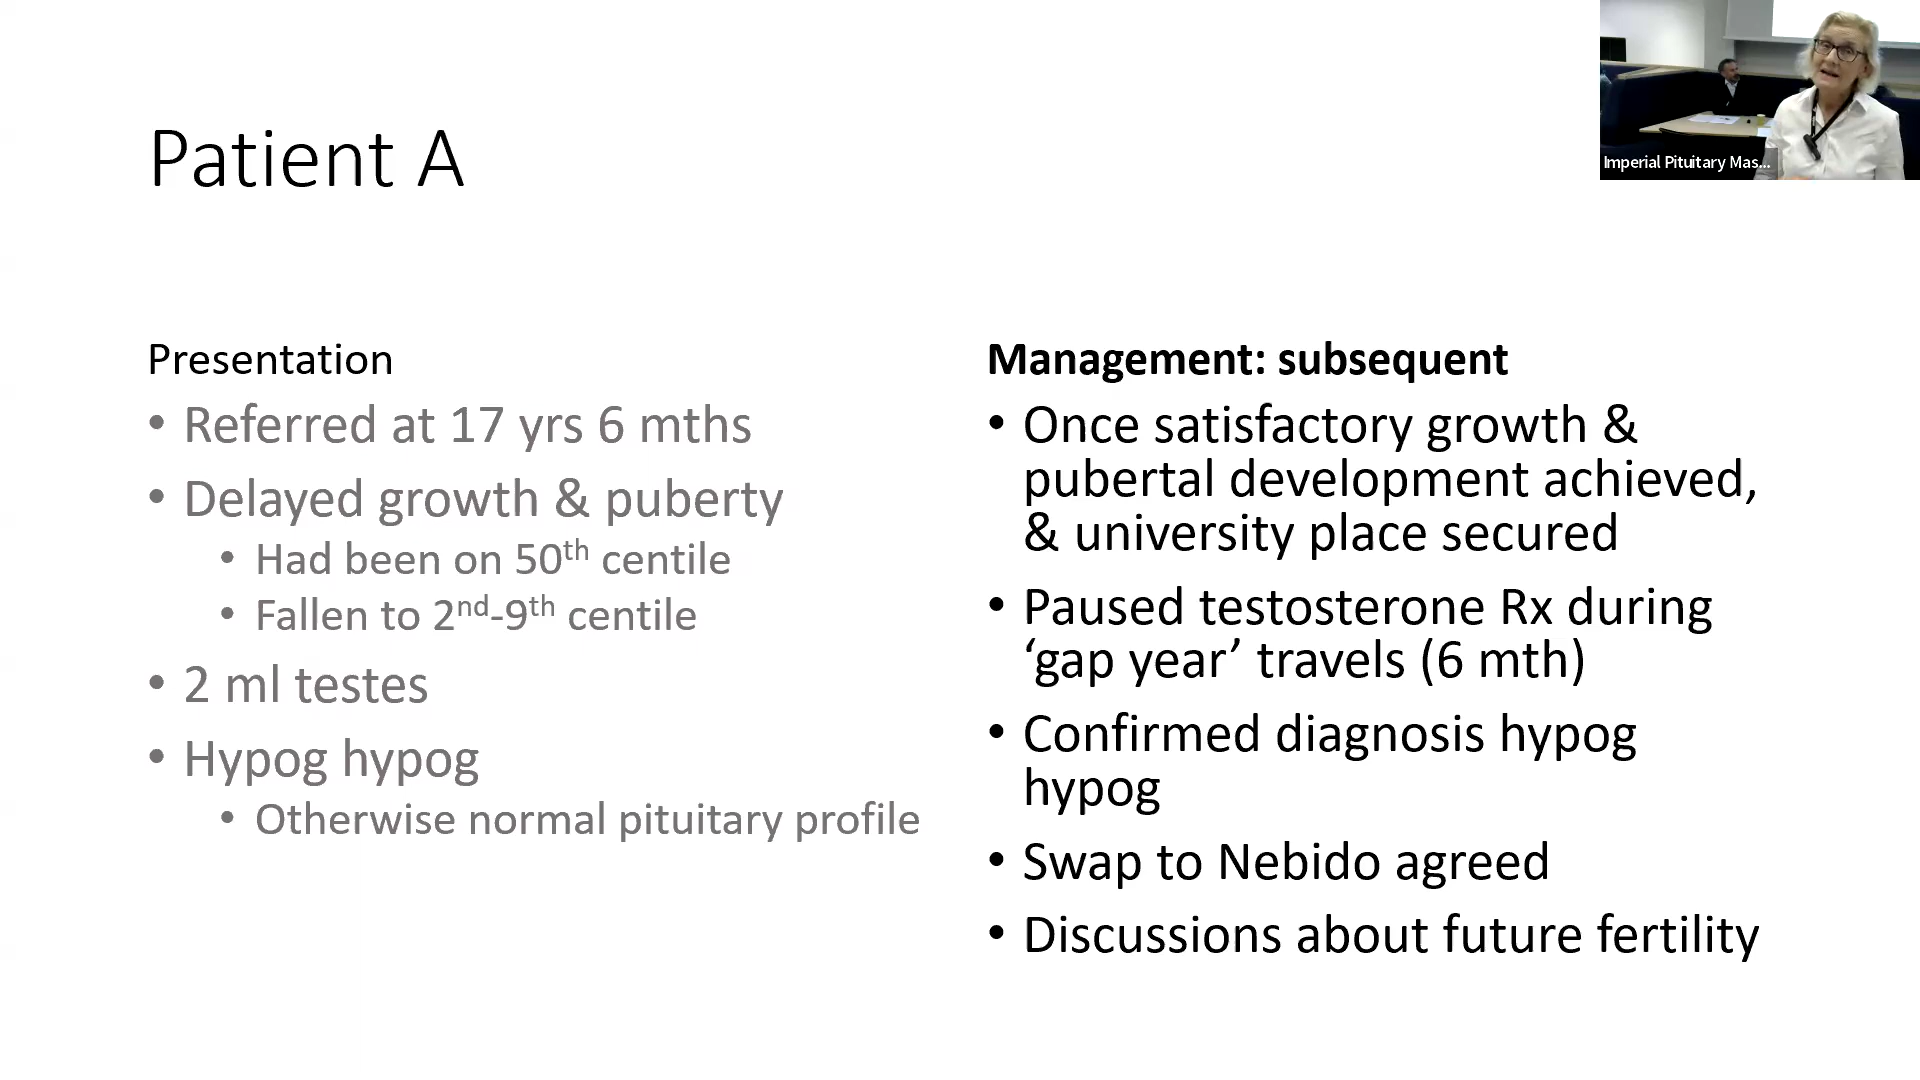 Patient A
Imperial Pituitary Mas...
Presentation
• Referred at 17 yrs 6 mths
• Delayed growth & puberty
• Had been on 50th centile
• Fallen to 2nd-9th centile
• 2 ml testes
• Hypog hypog
• Otherwise normal pituitary profile
Management: subsequent
• Once satisfactory growth &
pubertal development achieved,
& university place secured
• Paused testosterone Rx during
‘gap year’ travels (6 mth)
• Confirmed diagnosis hypog
hypog
• Swap to Nebido agreed
• Discussions about future fertility